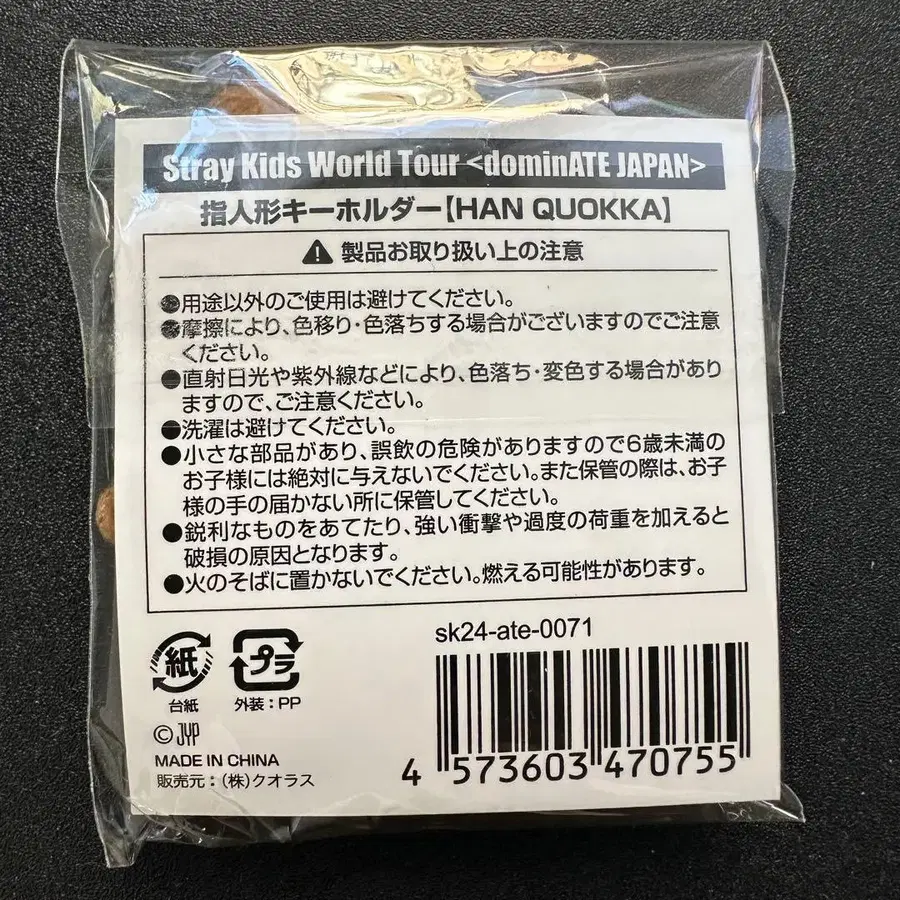 Stray Kids World Tour <dominATE JAPAN>
指人形キーホルダー【HAN QUOKKA】
製品お取り扱い上の注意
●用途以外のご使用は避けてください。
●摩擦により、色移り・色落ちする場合がございますのでご注意
ください。
●直射日光や紫外線などにより、色落ち・変色する場合があり
ますので、ご注意ください。
●洗濯は避けてください。
●小さな部品があり、誤飲の危険がありますので6歳未満の
お子様には絶対に与えないでください。また保管の際は、お子
様の手の届かない所に保管してください。
●鋭利なものをあてたり、強い衝撃や過度の荷重を加えると
破損の原因となります。
●火のそばに置かないでください。燃える可能性があります。
sk24-ate-0071
紙 プラ
台紙 外装:PP
© JYP
MADE IN CHINA
販売元:(株)クオラス
4 573603 470755